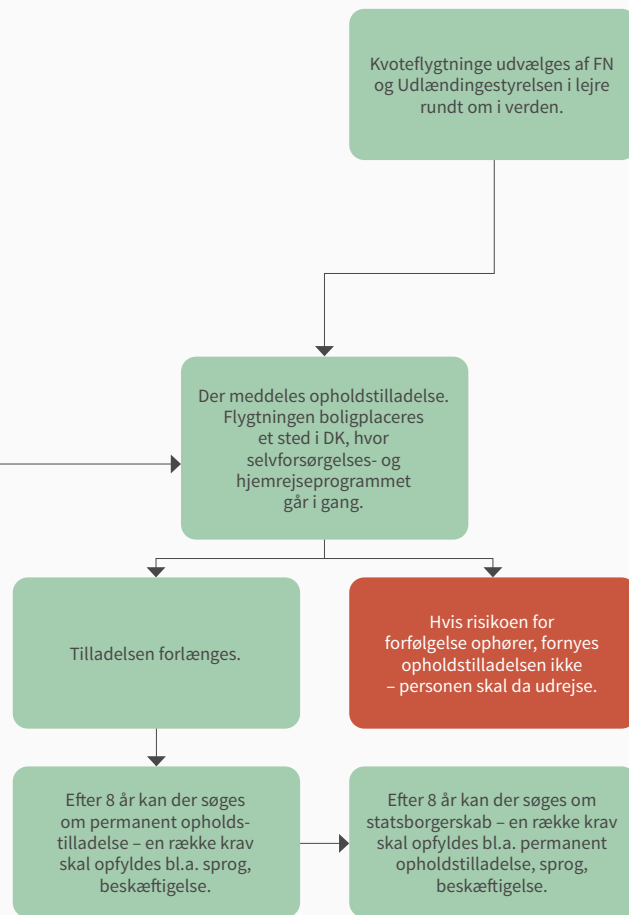 Kvoteflygtninge udvælges af FN
og Udlændingestyrelsen i lejre
rundt om i verden.
Der meddeles opholdstilladelse.
Flygtningen boligplaceres
et sted i DK, hvor
selvforsørgelses- og
hjemrejseprogrammet
går i gang.
Tilladelsen forlænges.
Hvis risikoen for
forfølgelse ophører, fornyes
opholdstilladelsen ikke
– personen skal da udrejse.
Efter 8 år kan der søges
om permanent opholds-
tilladelse – en række krav
skal opfyldes bl.a. sprog,
beskæftigelse.
Efter 8 år kan der søges om
statsborgerskab – en række krav
skal opfyldes bl.a. permanent
opholdstilladelse, sprog,
beskæftigelse.